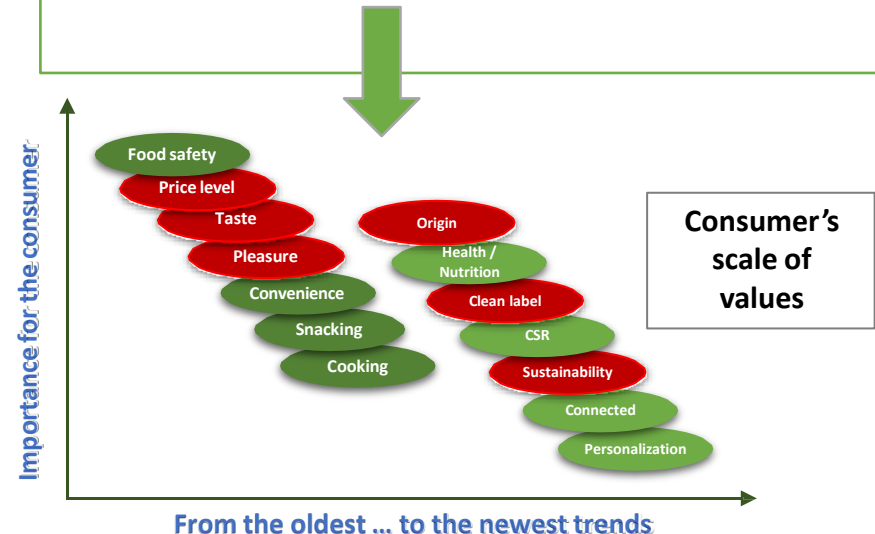 Importance for the consumer
Food safety
Price level
Taste
Pleasure
Convenience
Snacking
Cooking
Origin
Health /
Nutrition
Clean label
CSR
Sustainability
Connected
Personalization
Consumer’s
scale of
values
From the oldest … to the newest trends